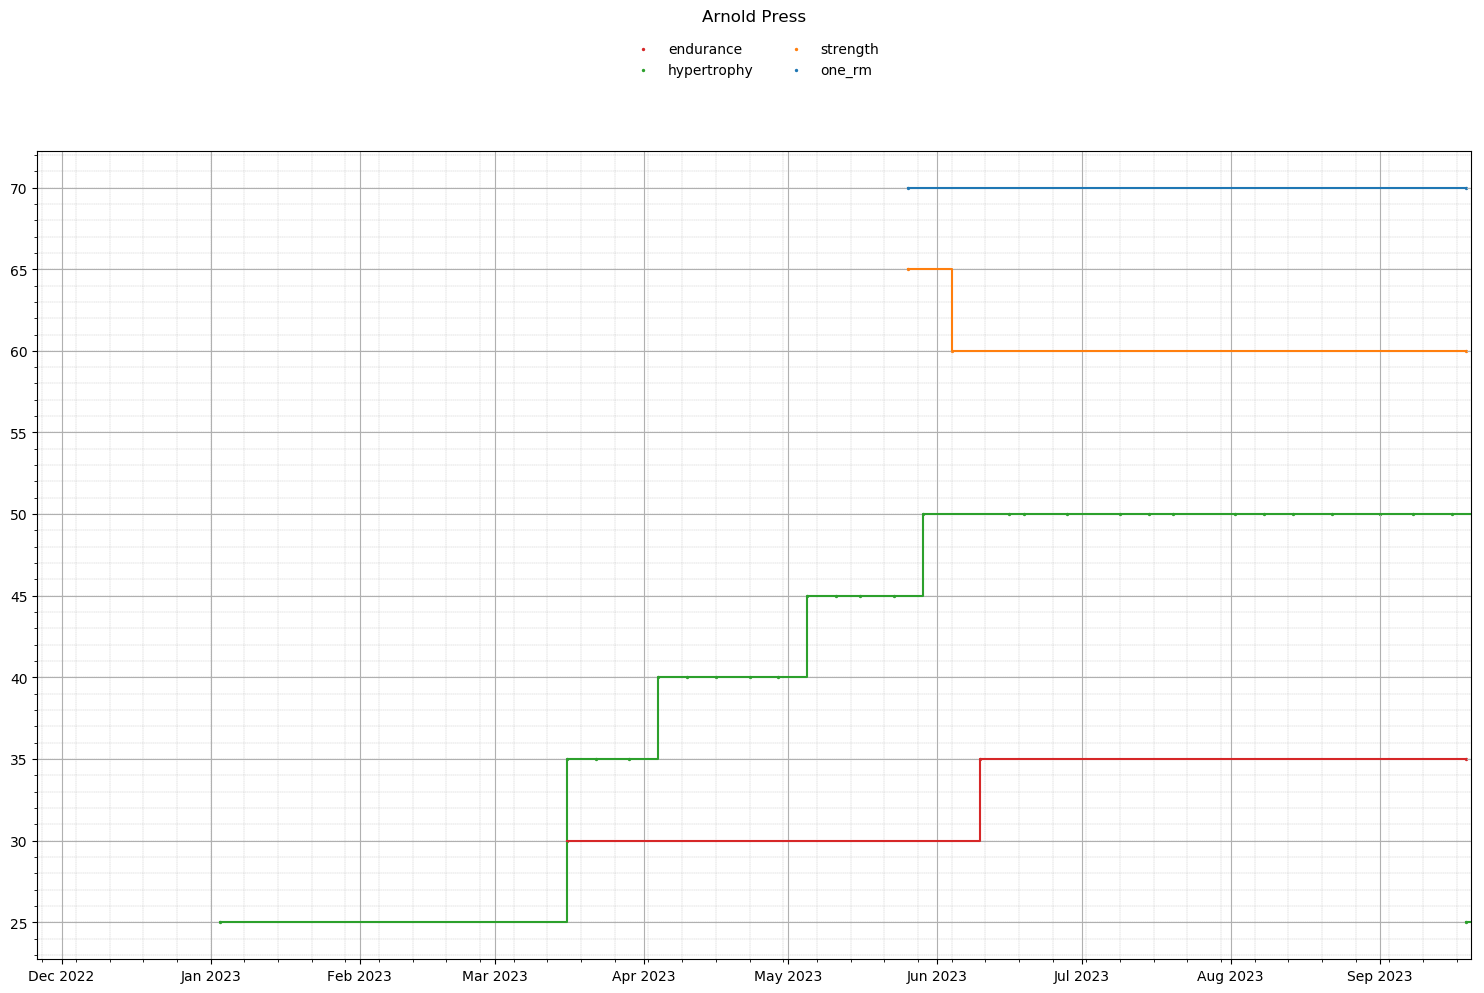 Arnold Press
endurance strength
hypertrophy one_rm
70
65
60
55
50
45
40
35
30
25
Dec 2022 Jan 2023 Feb 2023 Mar 2023 Apr 2023 May 2023 Jun 2023 Jul 2023 Aug 2023 Sep 2023